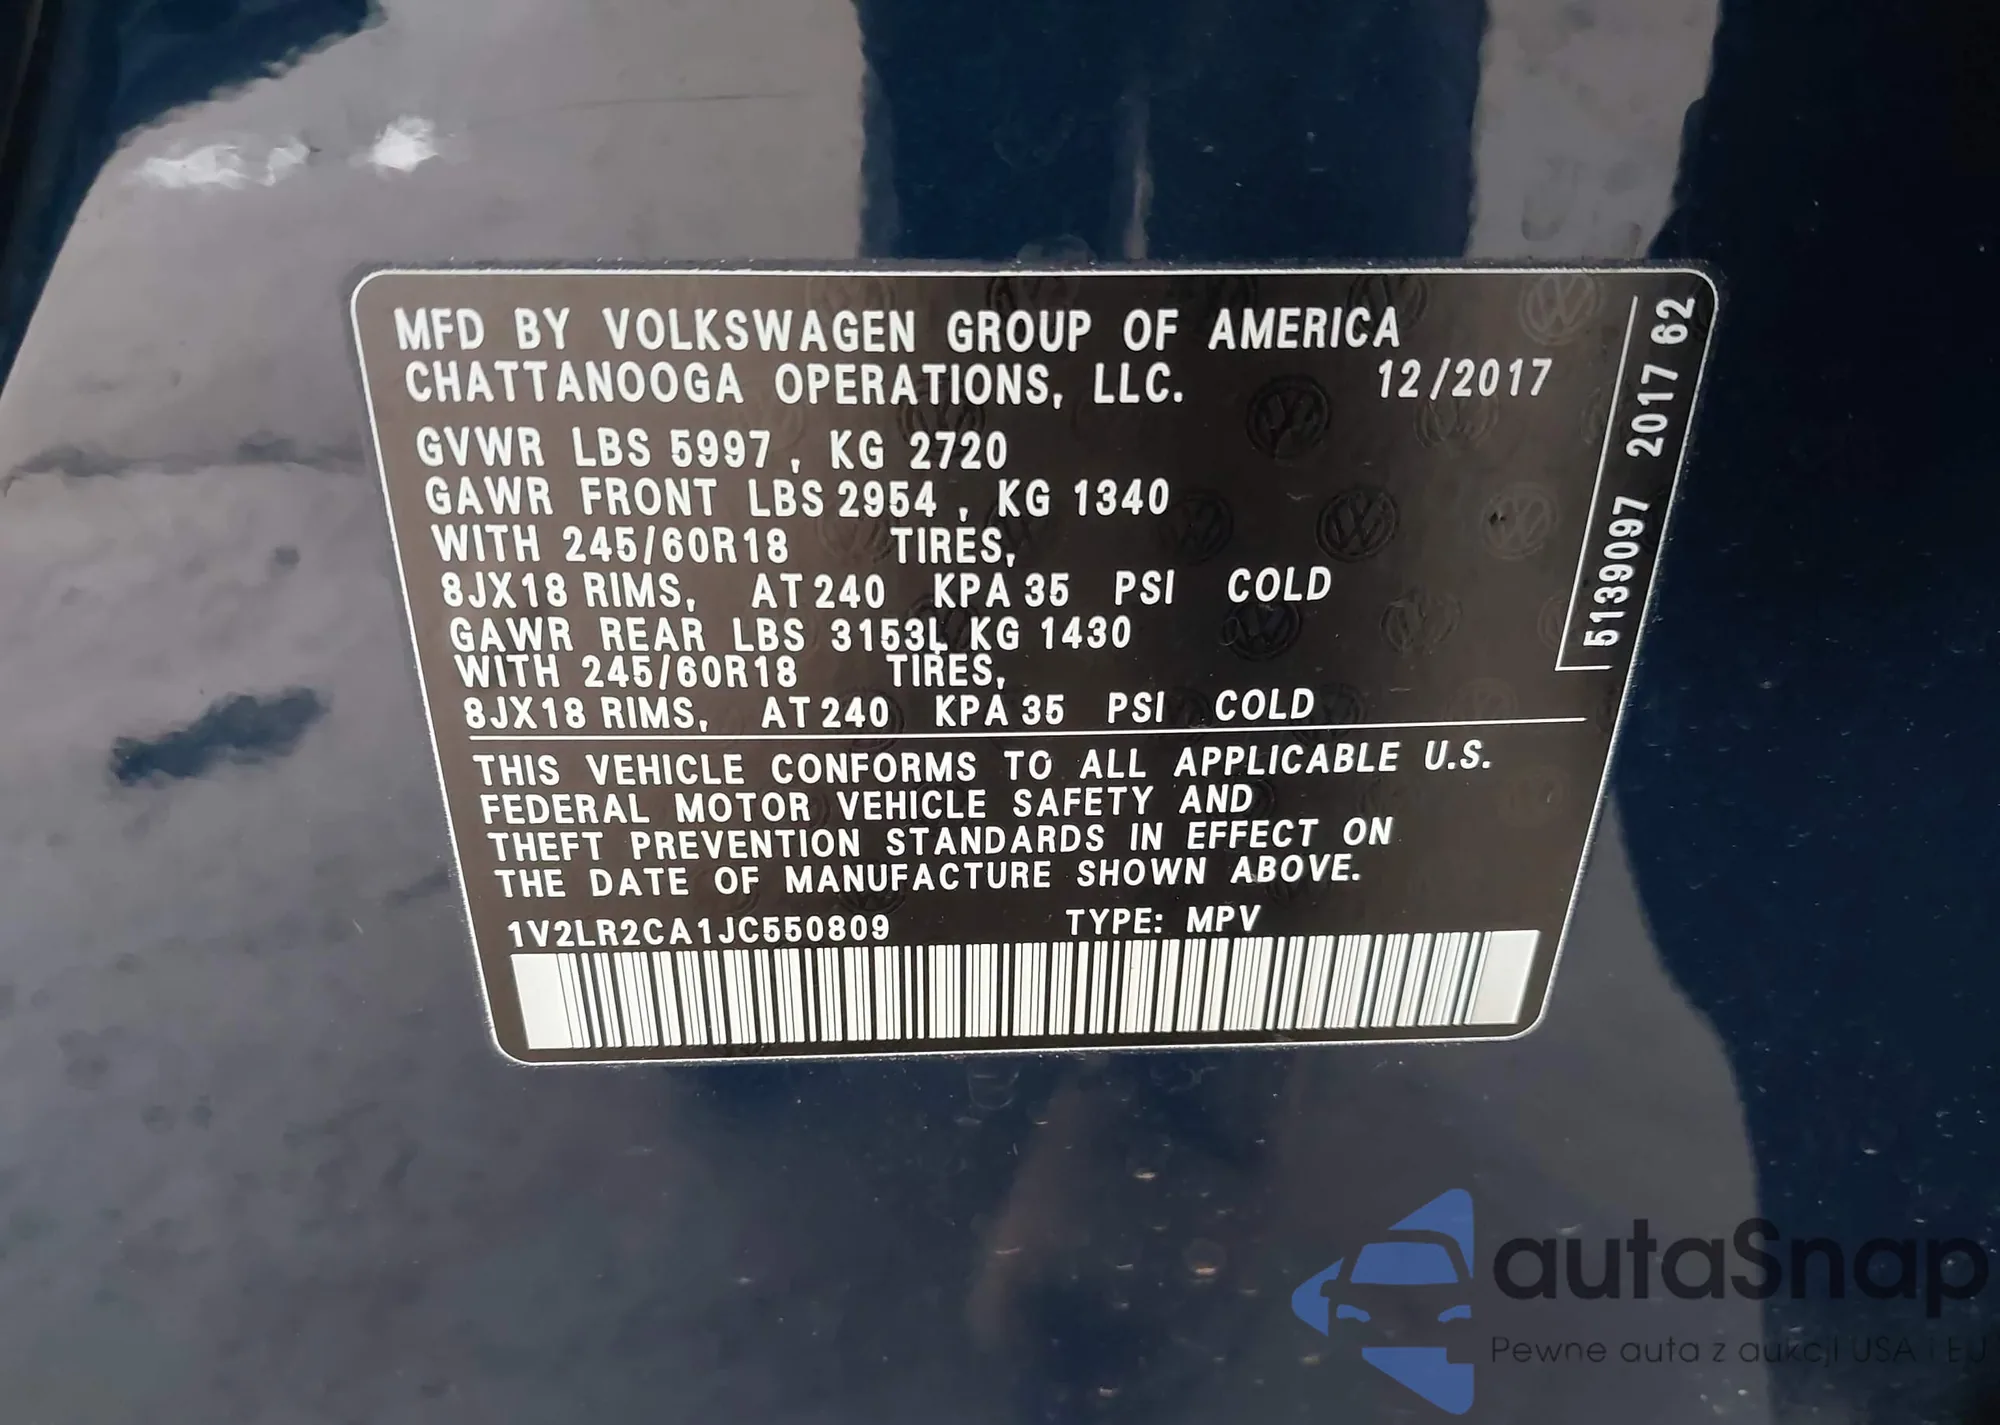 MFD BY VOLKSWAGEN GROUP OF AMERICA
CHATTANOOGA OPERATIONS, LLC. 12/2017
GVWR LBS 5997, KG 2720
GAWR FRONT LBS 2954, KG 1340
WITH 245/60R18 TIRES,
8JX18 RIMS, AT 240 KPA 35 PSI COLD
GAWR REAR LBS 3153, KG 1430
WITH 245/60R18 TIRES,
8JX18 RIMS, AT 240 KPA 35 PSI COLD
THIS VEHICLE CONFORMS TO ALL APPLICABLE U.S.
FEDERAL MOTOR VEHICLE SAFETY AND
THEFT PREVENTION STANDARDS IN EFFECT ON
THE DATE OF MANUFACTURE SHOWN ABOVE.
1V2LR2CA1JC550809 TYPE: MPV
5139097 2017 62
autaSnap
Pewne auta z aukcji USA i EU